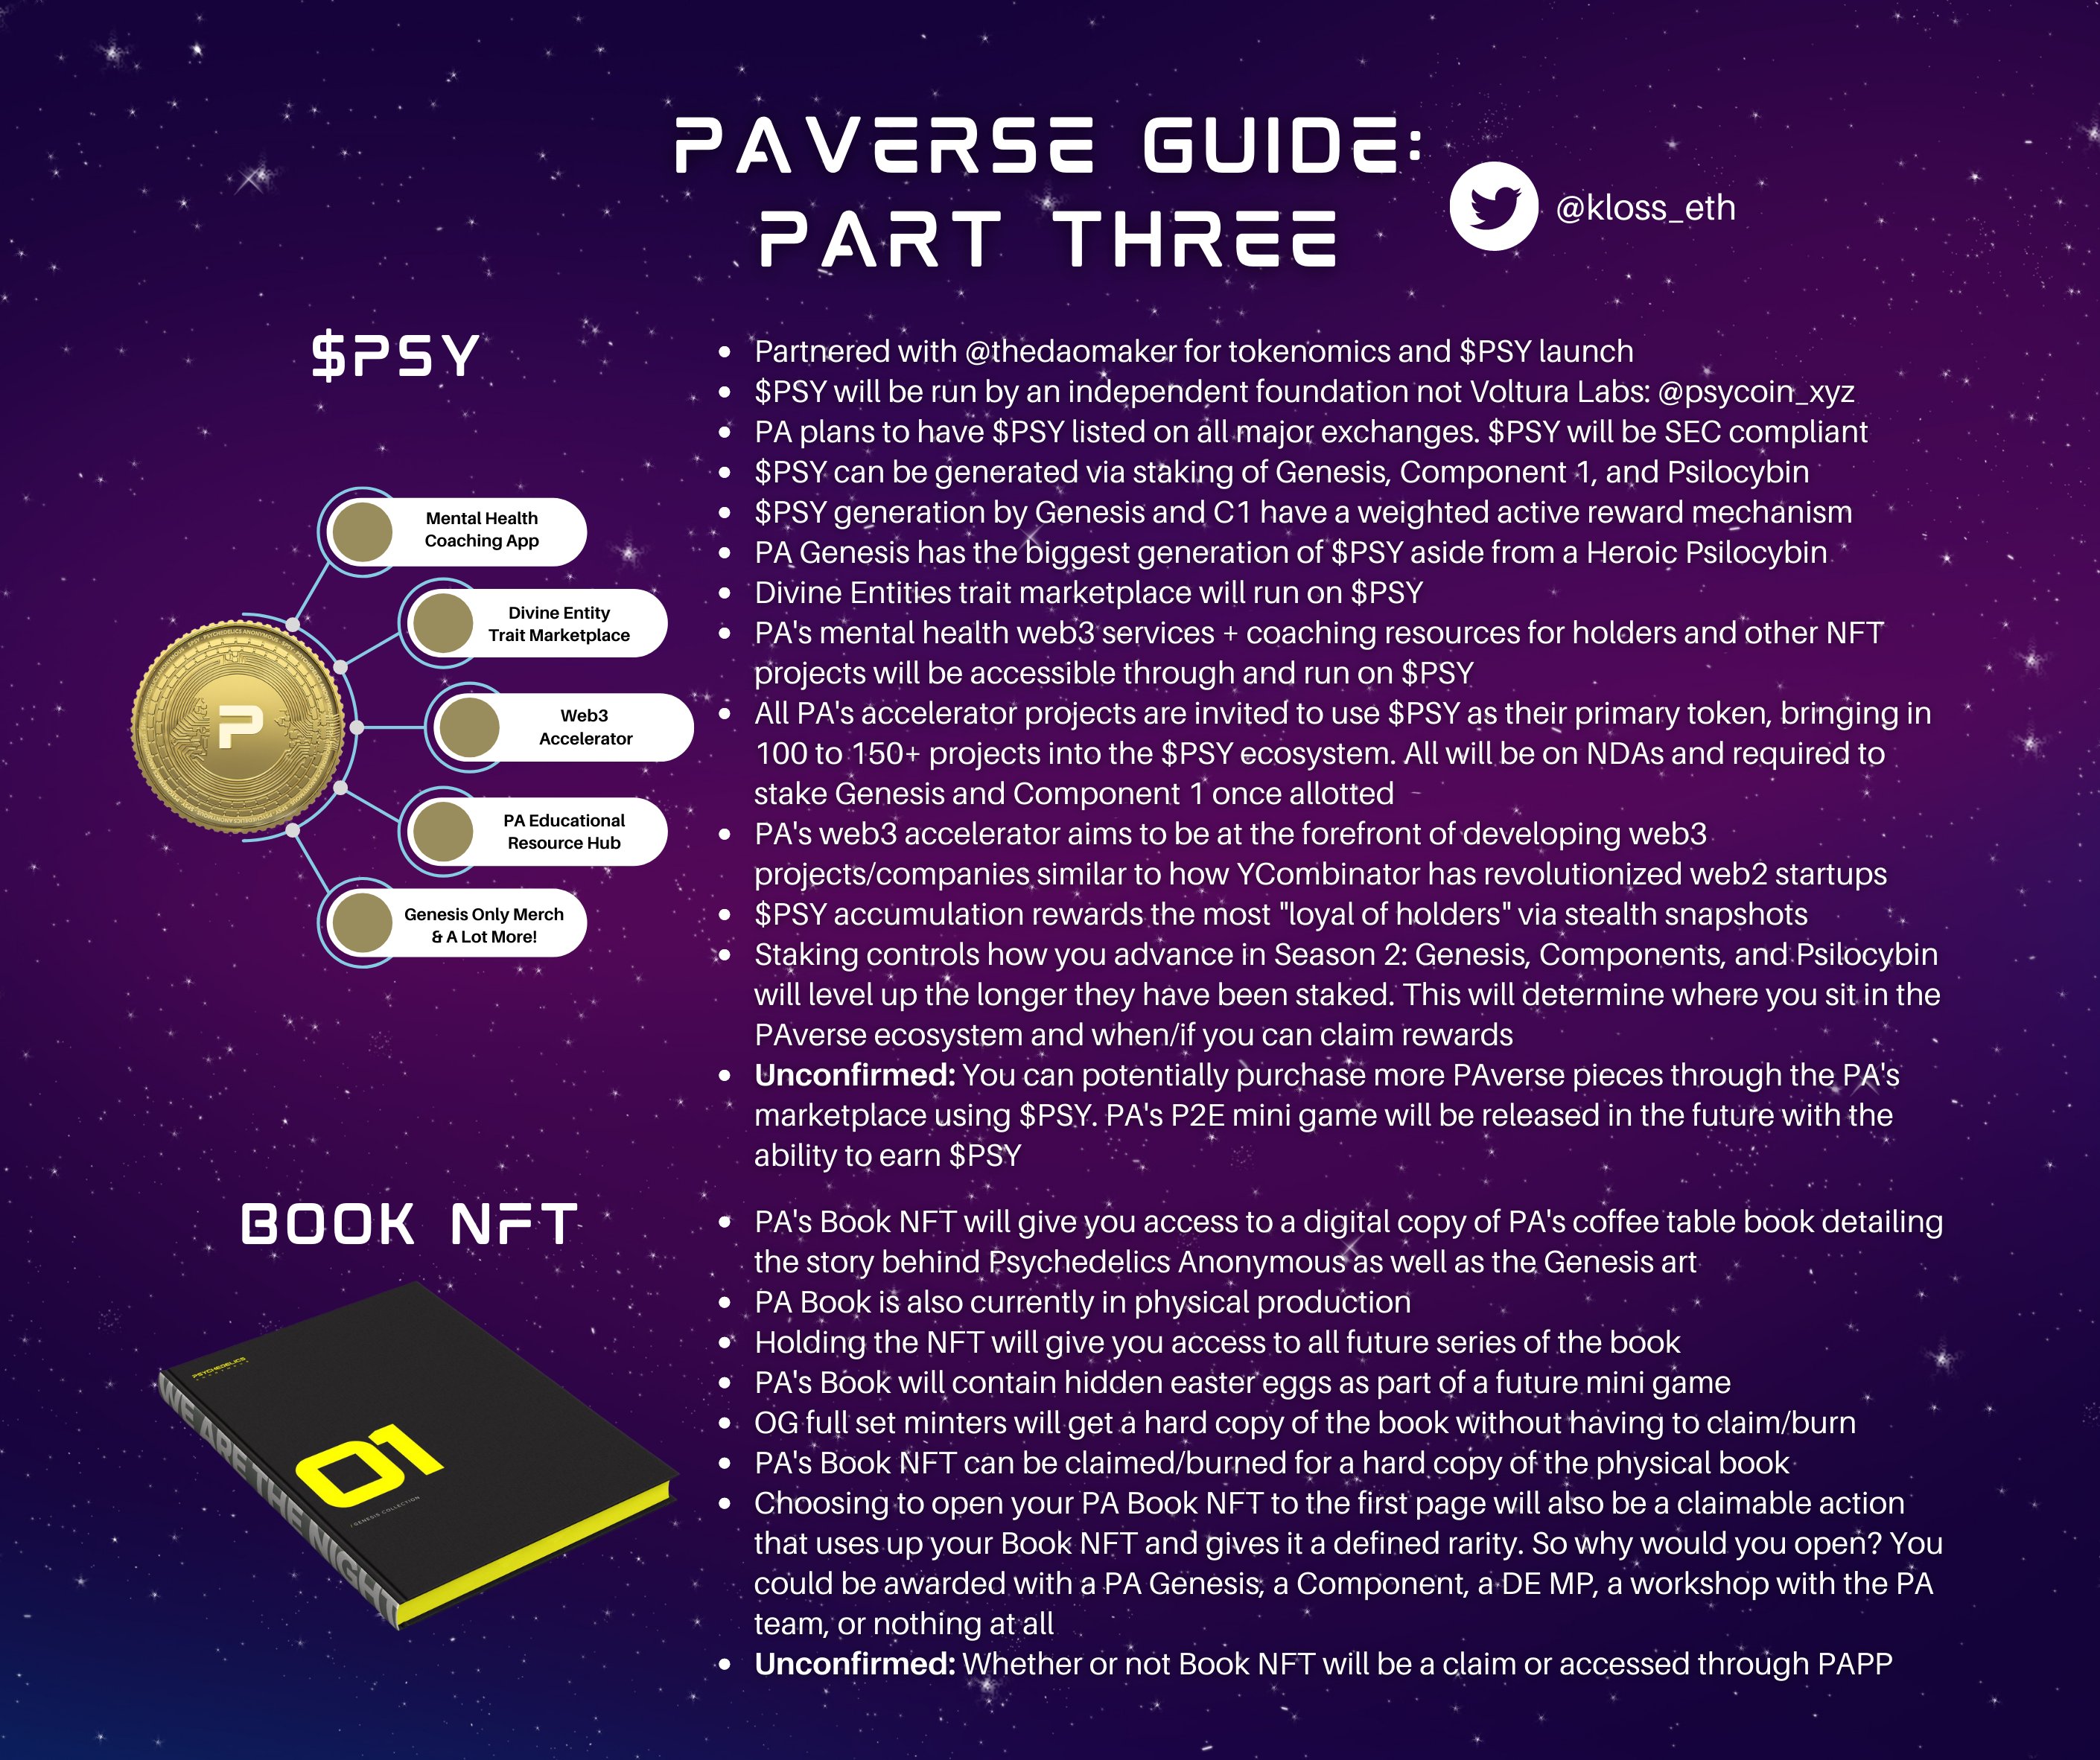 PAVERSE GUIDE:
PART THREE
@kloss_eth
$PSY
Mental Health
Coaching App
Divine Entity
Trait Marketplace
P
Web3
Accelerator
PA Educational
Resource Hub
Genesis Only Merch
& A Lot More!
• Partnered with @thedaomaker for tokenomics and $PSY launch
• $PSY will be run by an independent foundation not Voltura Labs: @psycoin_xyz
• PA plans to have $PSY listed on all major exchanges. $PSY will be SEC compliant
• $PSY can be generated via staking of Genesis, Component 1, and Psilocybin
• $PSY generation by Genesis and C1 have a weighted active reward mechanism
• PA Genesis has the biggest generation of $PSY aside from a Heroic Psilocybin
• Divine Entities trait marketplace will run on $PSY
• PA's mental health web3 services + coaching resources for holders and other NFT
projects will be accessible through and run on $PSY
• All PA's accelerator projects are invited to use $PSY as their primary token, bringing in
100 to 150+ projects into the $PSY ecosystem. All will be on NDAs and required to
stake Genesis and Component 1 once allotted
• PA's web3 accelerator aims to be at the forefront of developing web3
projects/companies similar to how YCombinator has revolutionized web2 startups
• $PSY accumulation rewards the most "loyal of holders" via stealth snapshots
• Staking controls how you advance in Season 2: Genesis, Components, and Psilocybin
will level up the longer they have been staked. This will determine where you sit in the
PAverse ecosystem and when/if you can claim rewards
• Unconfirmed: You can potentially purchase more PAverse pieces through the PA's
marketplace using $PSY. PA's P2E mini game will be released in the future with the
ability to earn $PSY
BOOK NFT
PSYCHEDELICS
01
/ GENESIS COLLECTION
WE ARE THE NIGHT
• PA's Book NFT will give you access to a digital copy of PA's coffee table book detailing
the story behind Psychedelics Anonymous as well as the Genesis art
• PA Book is also currently in physical production
• Holding the NFT will give you access to all future series of the book
• PA's Book will contain hidden easter eggs as part of a future mini game
• OG full set minters will get a hard copy of the book without having to claim/burn
• PA's Book NFT can be claimed/burned for a hard copy of the physical book
• Choosing to open your PA Book NFT to the first page will also be a claimable action
that uses up your Book NFT and gives it a defined rarity. So why would you open? You
could be awarded with a PA Genesis, a Component, a DE MP, a workshop with the PA
team, or nothing at all
• Unconfirmed: Whether or not Book NFT will be a claim or accessed through PAPP